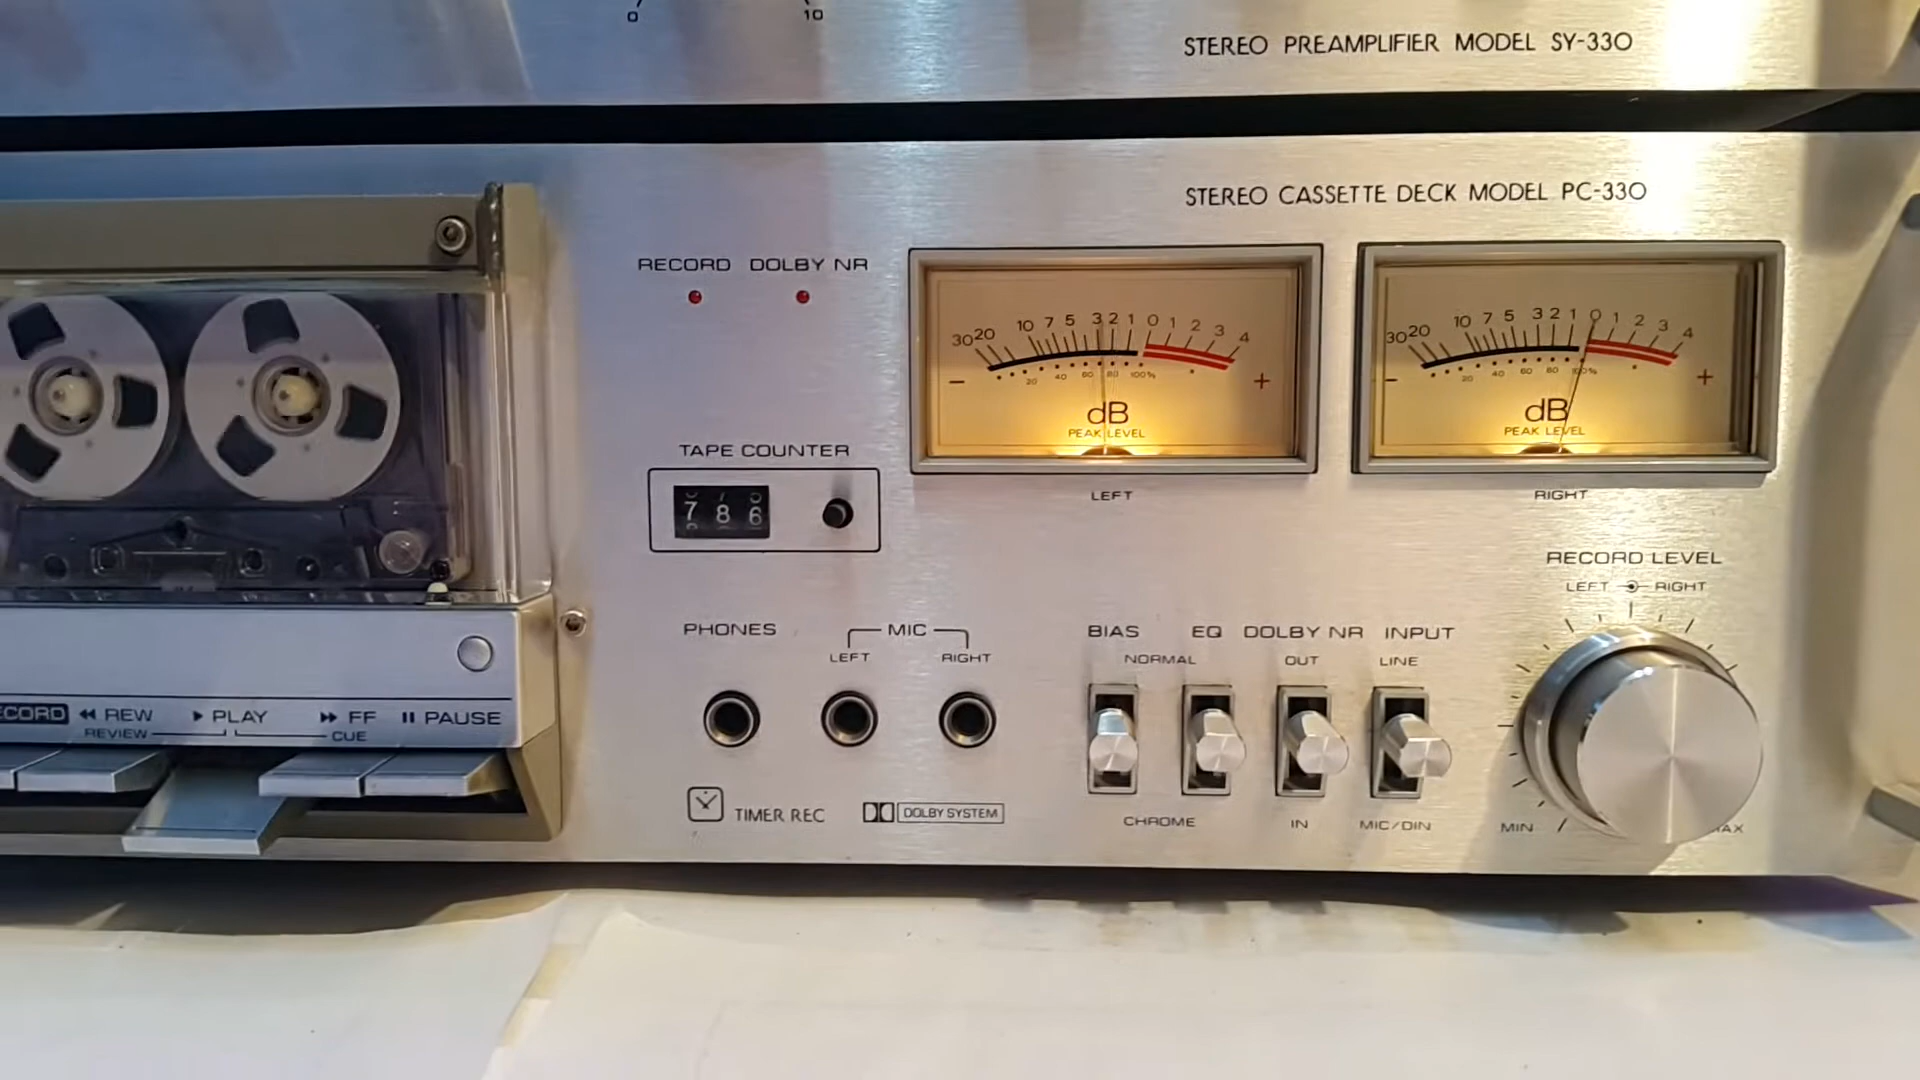 0 10
STEREO PREAMPLIFIER MODEL SY-330
STEREO CASSETTE DECK MODEL PC-330
RECORD DOLBY NR
30 20 10 7 5 3 2 1 0 1 2 3 4
20 40 60 80 100%
- +
dB
PEAK LEVEL
LEFT
30 20 10 7 5 3 2 1 0 1 2 3 4
20 40 60 80 100%
- +
dB
PEAK LEVEL
RIGHT
TAPE COUNTER
7 8 6
RECORD LEVEL
LEFT RIGHT
MIN
PHONES MIC
LEFT RIGHT
BIAS EQ DOLBY NR INPUT
NORMAL OUT LINE
CHROME IN MIC/DIN
REW PLAY FF PAUSE
REVIEW CUE
TIMER REC DOLBY SYSTEM